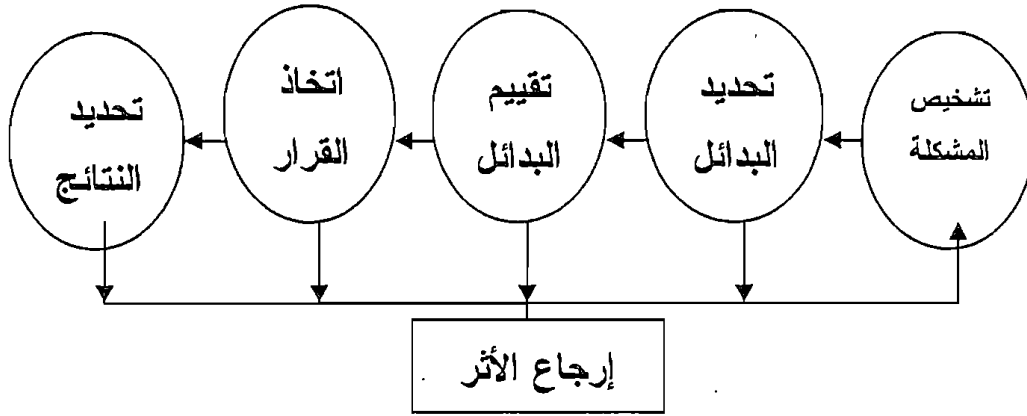 تشخيص
المشكلة
تحديد
البدائل
تقييم
البدائل
اتخاذ
القرار
تحديد
النتائج
إرجاع الأثر